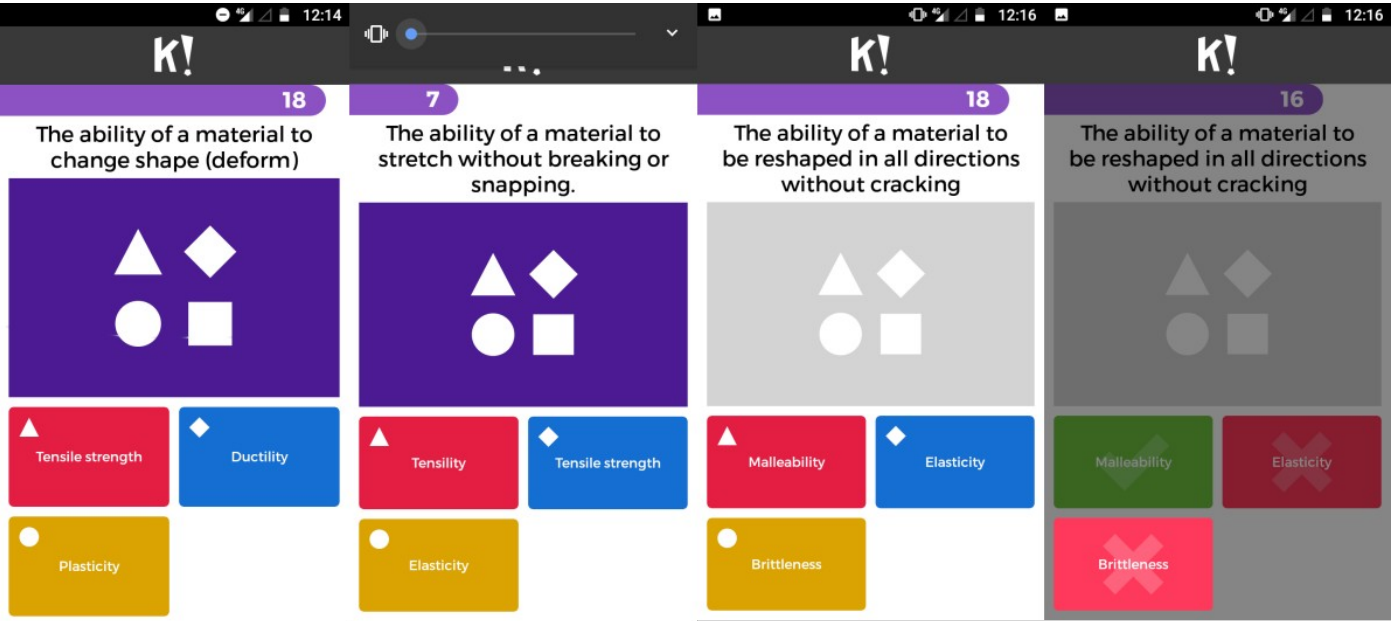 4G 12:14
K!
18
The ability of a material to
change shape (deform)
Tensile strength
Ductility
Plasticity
7
The ability of a material to
stretch without breaking or
snapping.
Tensility
Tensile strength
Elasticity
4G 12:16
K!
18
The ability of a material to
be reshaped in all directions
without cracking
Malleability
Elasticity
Brittleness
4G 12:16
K!
16
The ability of a material to
be reshaped in all directions
without cracking
Malleability
Elasticity
Brittleness